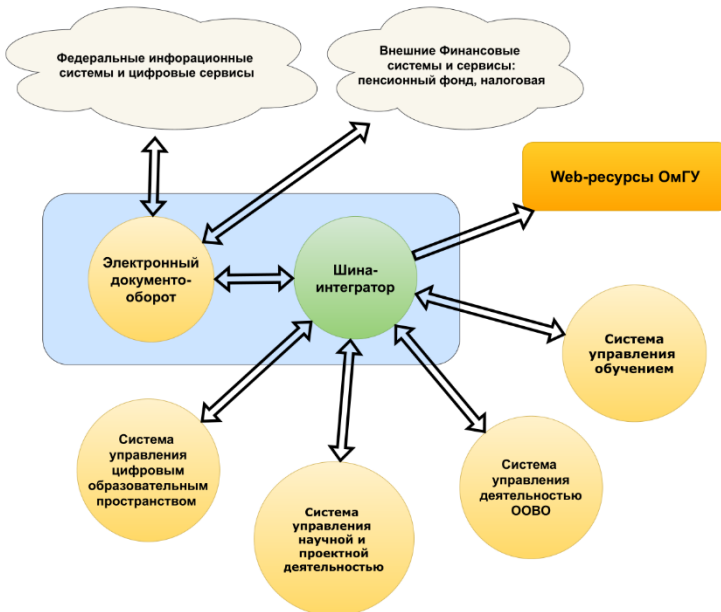 Федеральные инфорационные
системы и цифровые сервисы
Внешние Финансовые
системы и сервисы:
пенсионный фонд, налоговая
Web-ресурсы ОмГУ
Электронный
документо-
оборот
Шина-
интегратор
Система
управления
обучением
Система
управления
цифровым
образовательным
пространством
Система
управления
научной и
проектной
деятельностью
Система
управления
деятельностью
ООВО